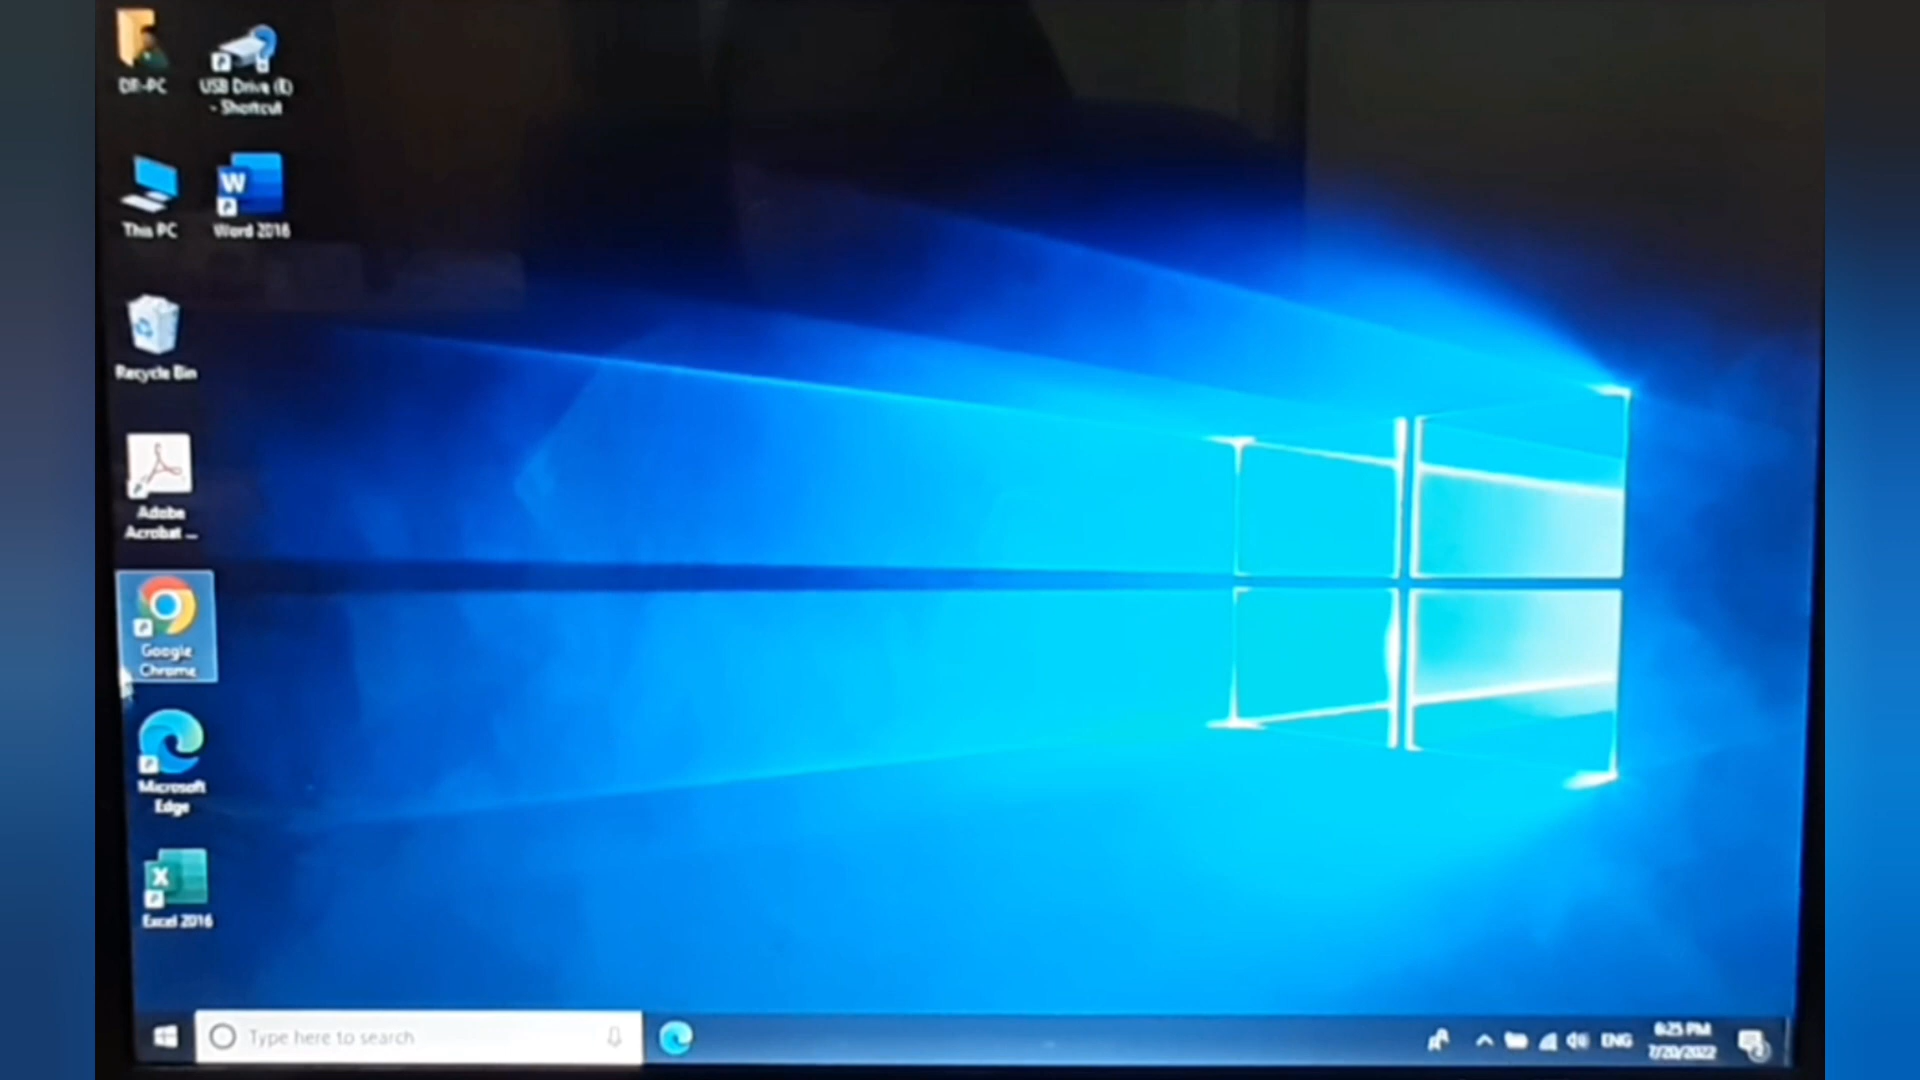 DR-PC
USB Drive (E)
- Shortcut
This PC
W
Word 2016
Recycle Bin
Adobe
Acrobat ...
Google
Chrome
Microsoft
Edge
X
Excel 2016
Type here to search
ENG
6:25 PM
7/20/2022